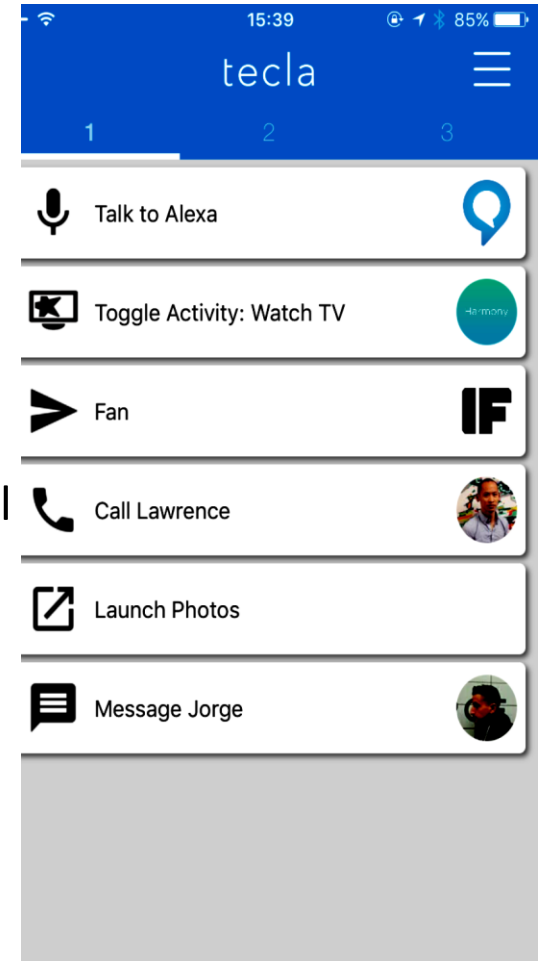 15:39
85%
tecla
1
2
3
Talk to Alexa
Toggle Activity: Watch TV
Harmony
Fan
IF
Call Lawrence
Launch Photos
Message Jorge